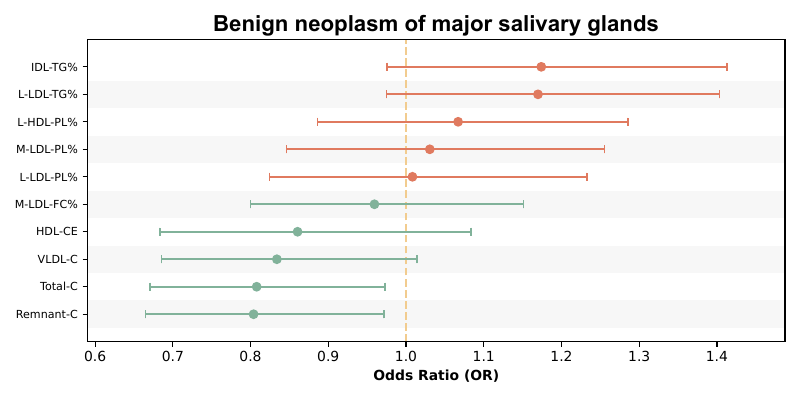 Benign neoplasm of major salivary glands
IDL-TG%
L-LDL-TG%
L-HDL-PL%
M-LDL-PL%
L-LDL-PL%
M-LDL-FC%
HDL-CE
VLDL-C
Total-C
Remnant-C
0.6 0.7 0.8 0.9 1.0 1.1 1.2 1.3 1.4
Odds Ratio (OR)